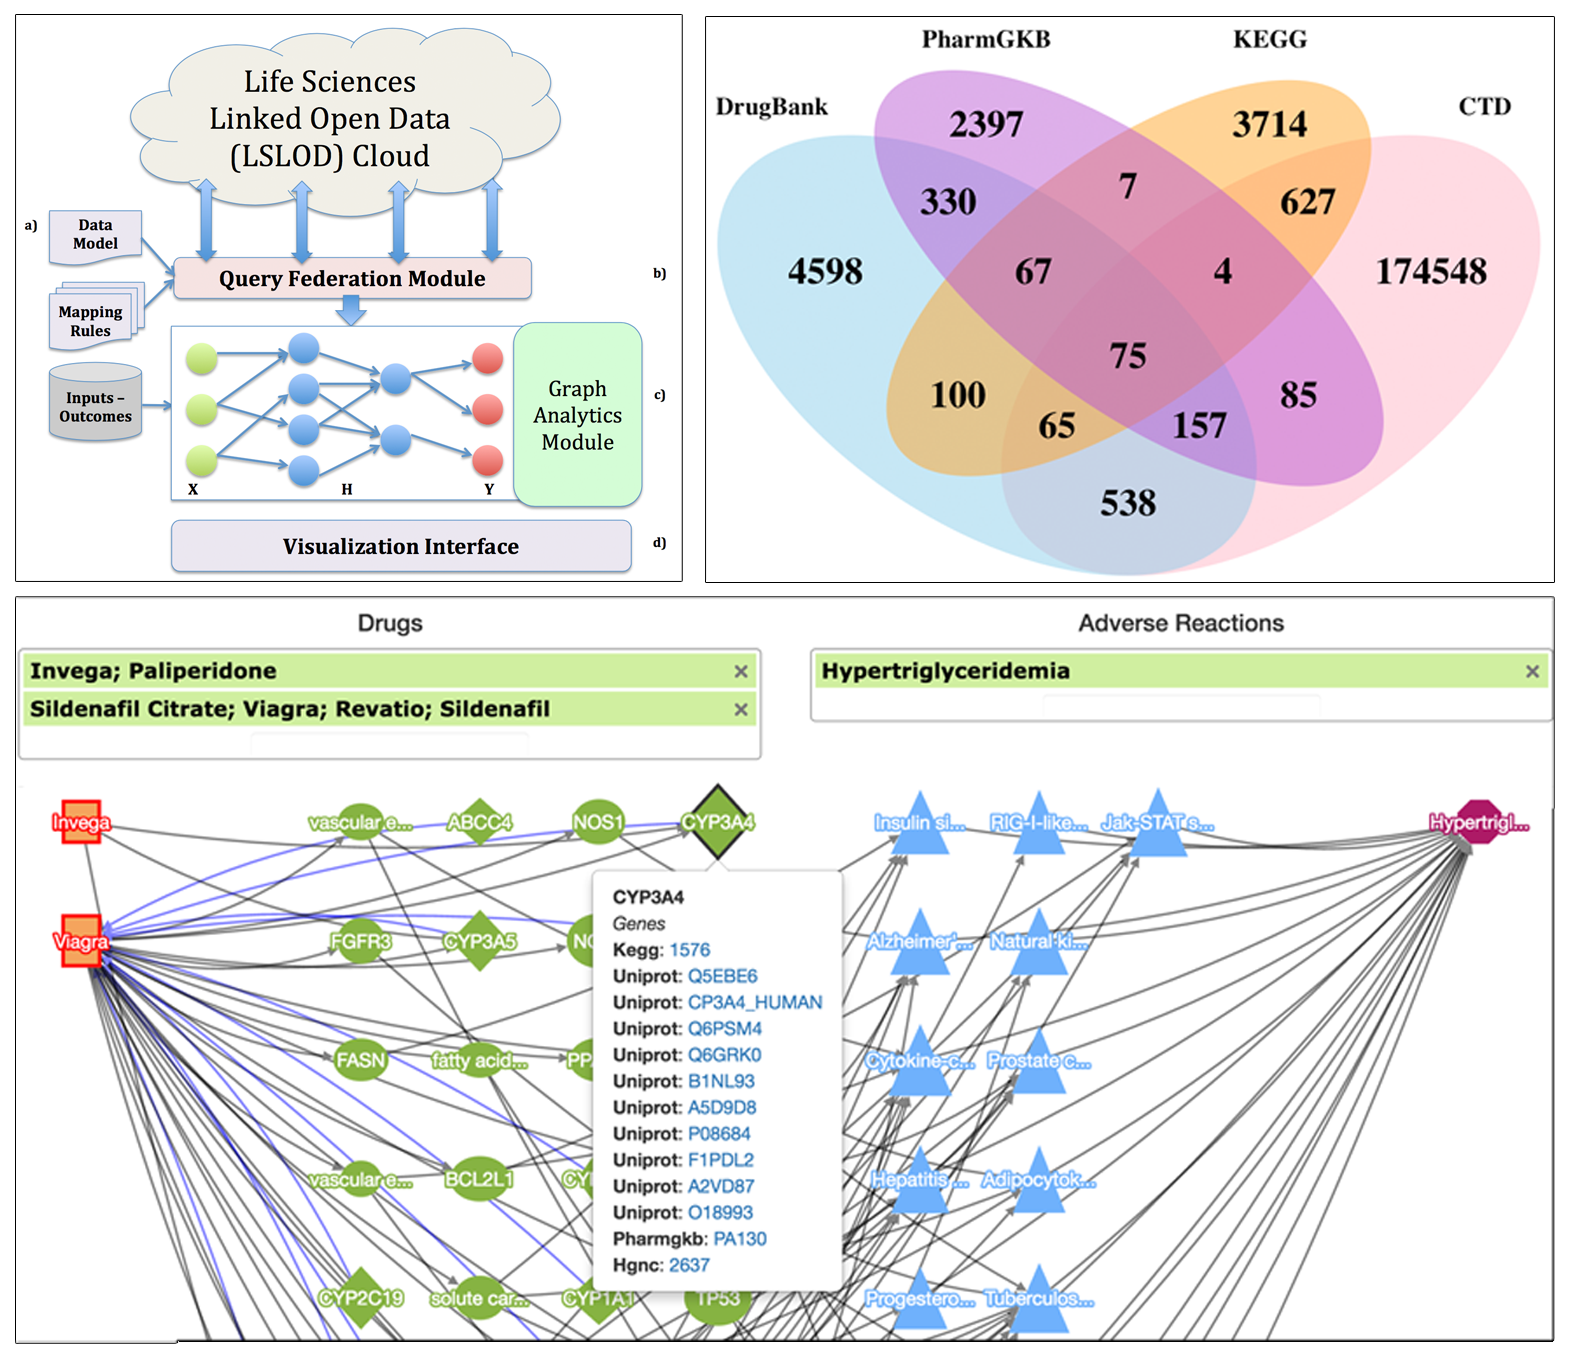 Life Sciences
Linked Open Data
(LSLOD) Cloud
a)
Data
Model
Query Federation Module
b)
Mapping
Rules
Inputs –
Outcomes
Graph
Analytics
Module
c)
X
H
Y
Visualization Interface
d)
PharmGKB
KEGG
DrugBank
CTD
2397
3714
330
7
627
4598
67
4
174548
75
100
85
65
157
538
Drugs
Adverse Reactions
Invega; Paliperidone ×
Hypertriglyceridemia ×
Sildenafil Citrate; Viagra; Revatio; Sildenafil ×
Invega
vascular e...
ABCC4
NOS1
CYP3A4
Insulin si...
RIG-I-like...
Jak-STAT s...
Hypertrigl...
CYP3A4
Genes
Kegg: 1576
Uniprot: Q5EBE6
Uniprot: CP3A4_HUMAN
Uniprot: Q6PSM4
Uniprot: Q6GRK0
Uniprot: B1NL93
Uniprot: A5D9D8
Uniprot: P08684
Uniprot: F1PDL2
Uniprot: A2VD87
Uniprot: O18993
Pharmgkb: PA130
Hgnc: 2637
Viagra
FGFR3
CYP3A5
Alzheimer'...
Natural ki...
FASN
fatty acid...
Cytokine-c...
Prostate c...
vascular e...
BCL2L1
Hepatitis ...
Adipocytok...
CYP2C19
solute car...
CYP1A1
TP53
Progestero...
Tuberculos...